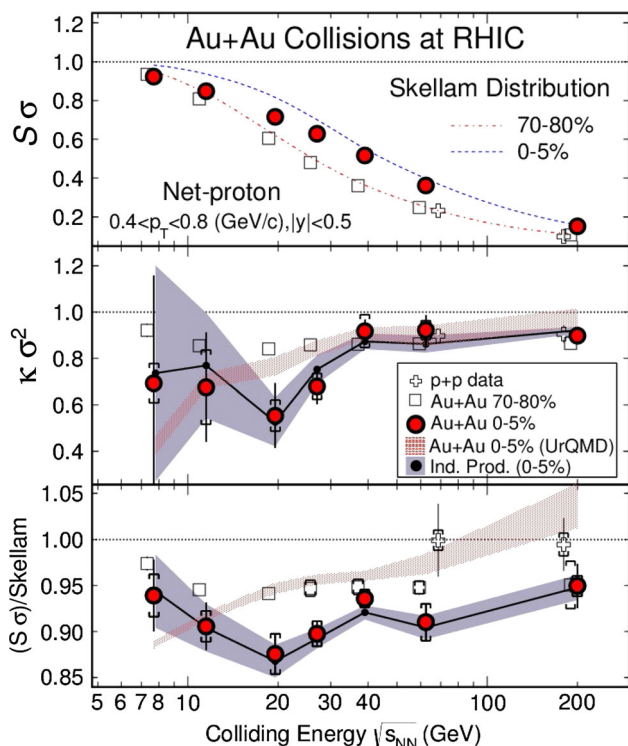 Au+Au Collisions at RHIC
Skellam Distribution
70-80%
0-5%
Net-proton
0.4<p_T<0.8 (GeV/c),|y|<0.5
S σ
1.0
0.8
0.6
0.4
0.2
κ σ²
1.2
1.0
0.8
0.6
0.4
p+p data
Au+Au 70-80%
Au+Au 0-5%
Au+Au 0-5% (UrQMD)
Ind. Prod. (0-5%)
(S σ)/Skellam
1.05
1.00
0.95
0.90
0.85
5 6 7 8 10 20 30 40 100 200
Colliding Energy √s_NN (GeV)